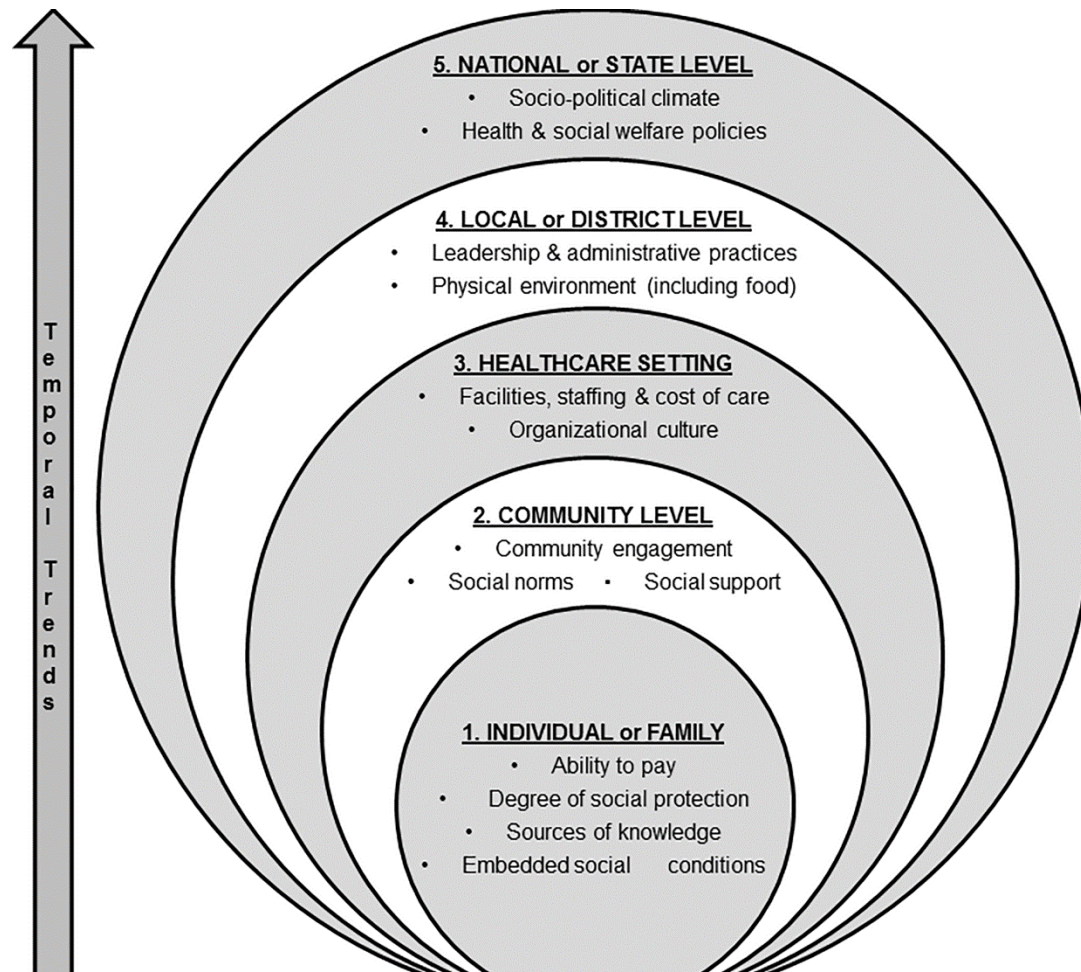 Temporal Trends
5. NATIONAL or STATE LEVEL
• Socio-political climate
• Health & social welfare policies
4. LOCAL or DISTRICT LEVEL
• Leadership & administrative practices
• Physical environment (including food)
3. HEALTHCARE SETTING
• Facilities, staffing & cost of care
• Organizational culture
2. COMMUNITY LEVEL
• Community engagement
• Social norms • Social support
1. INDIVIDUAL or FAMILY
• Ability to pay
• Degree of social protection
• Sources of knowledge
• Embedded social conditions